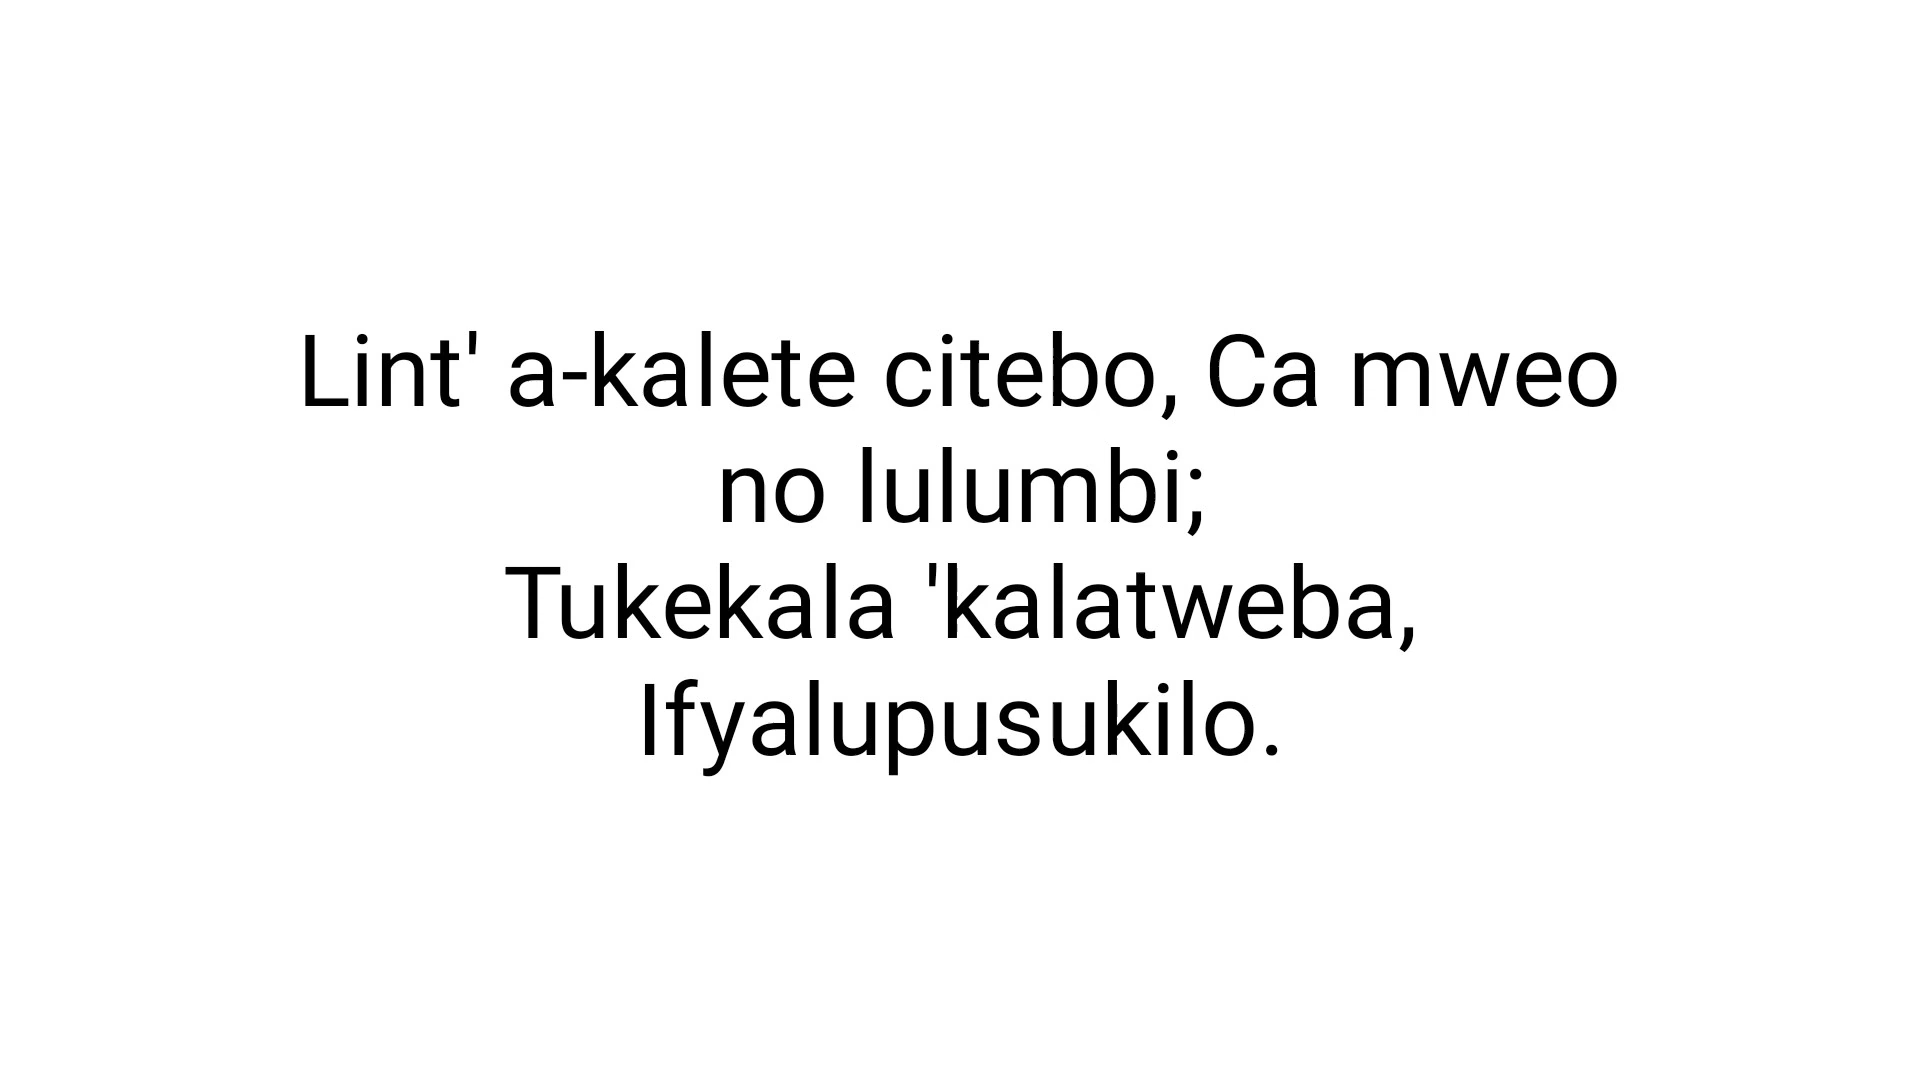 Lint' a-kalete citebo, Ca mweo
no lulumbi;
Tukekala 'kalatweba,
Ifyalupusukilo.